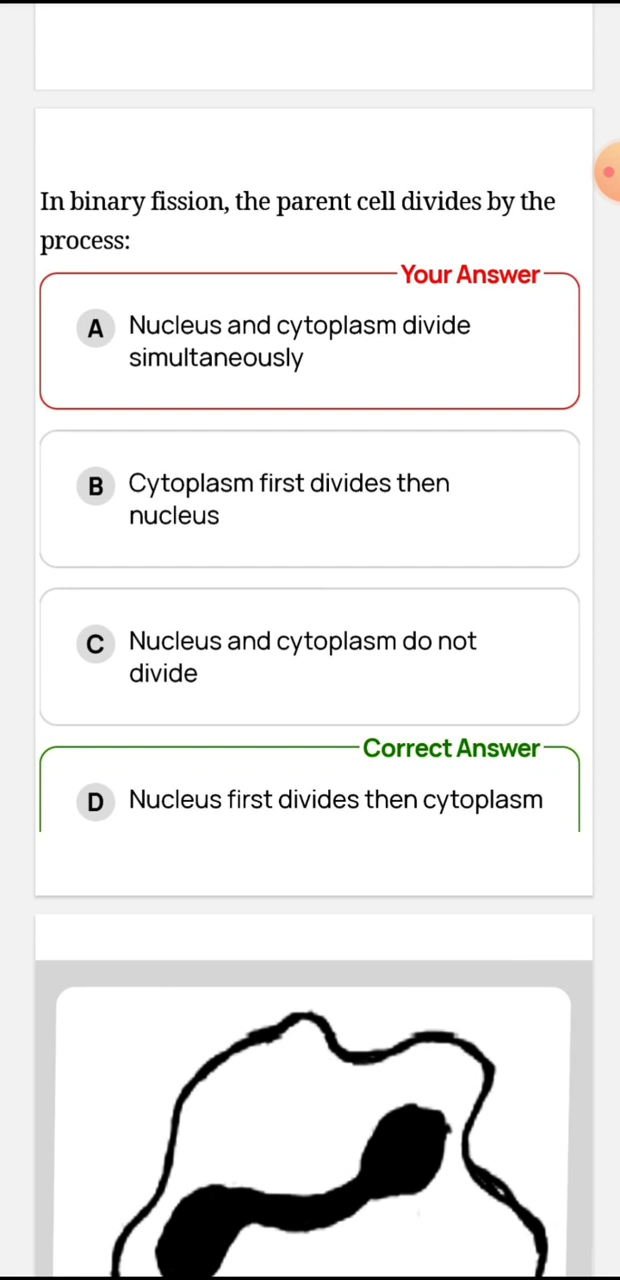 In binary fission, the parent cell divides by the
process:
Your Answer
A Nucleus and cytoplasm divide
simultaneously
B Cytoplasm first divides then
nucleus
C Nucleus and cytoplasm do not
divide
Correct Answer
D Nucleus first divides then cytoplasm